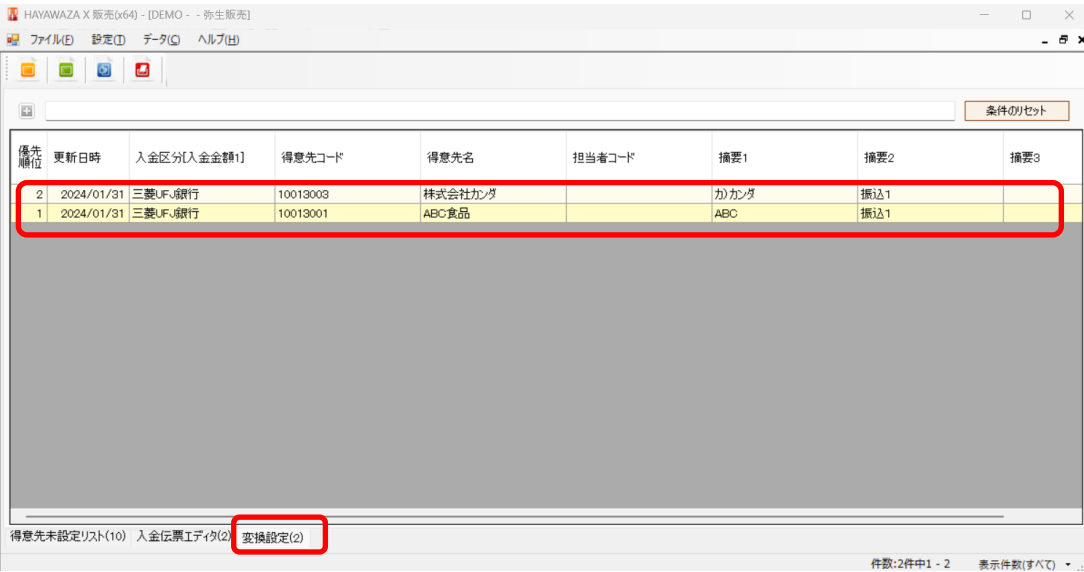 HAYAWAZA X 販売(x64) - [DEMO - - 弥生販売]
ファイル(F) 設定(T) データ(C) ヘルプ(H)
条件のリセット
優先順位 更新日時 入金区分[入金金額1] 得意先コード 得意先名 担当者コード 摘要1 摘要2 摘要3
2 2024/01/31 三菱UFJ銀行 10013003 株式会社カンダ カ)カンダ 振込1
1 2024/01/31 三菱UFJ銀行 10013001 ABC食品 ABC 振込1
得意先未設定リスト(10) 入金伝票エディタ(2) 変換設定(2)
件数:2件中1 - 2 表示件数(すべて)